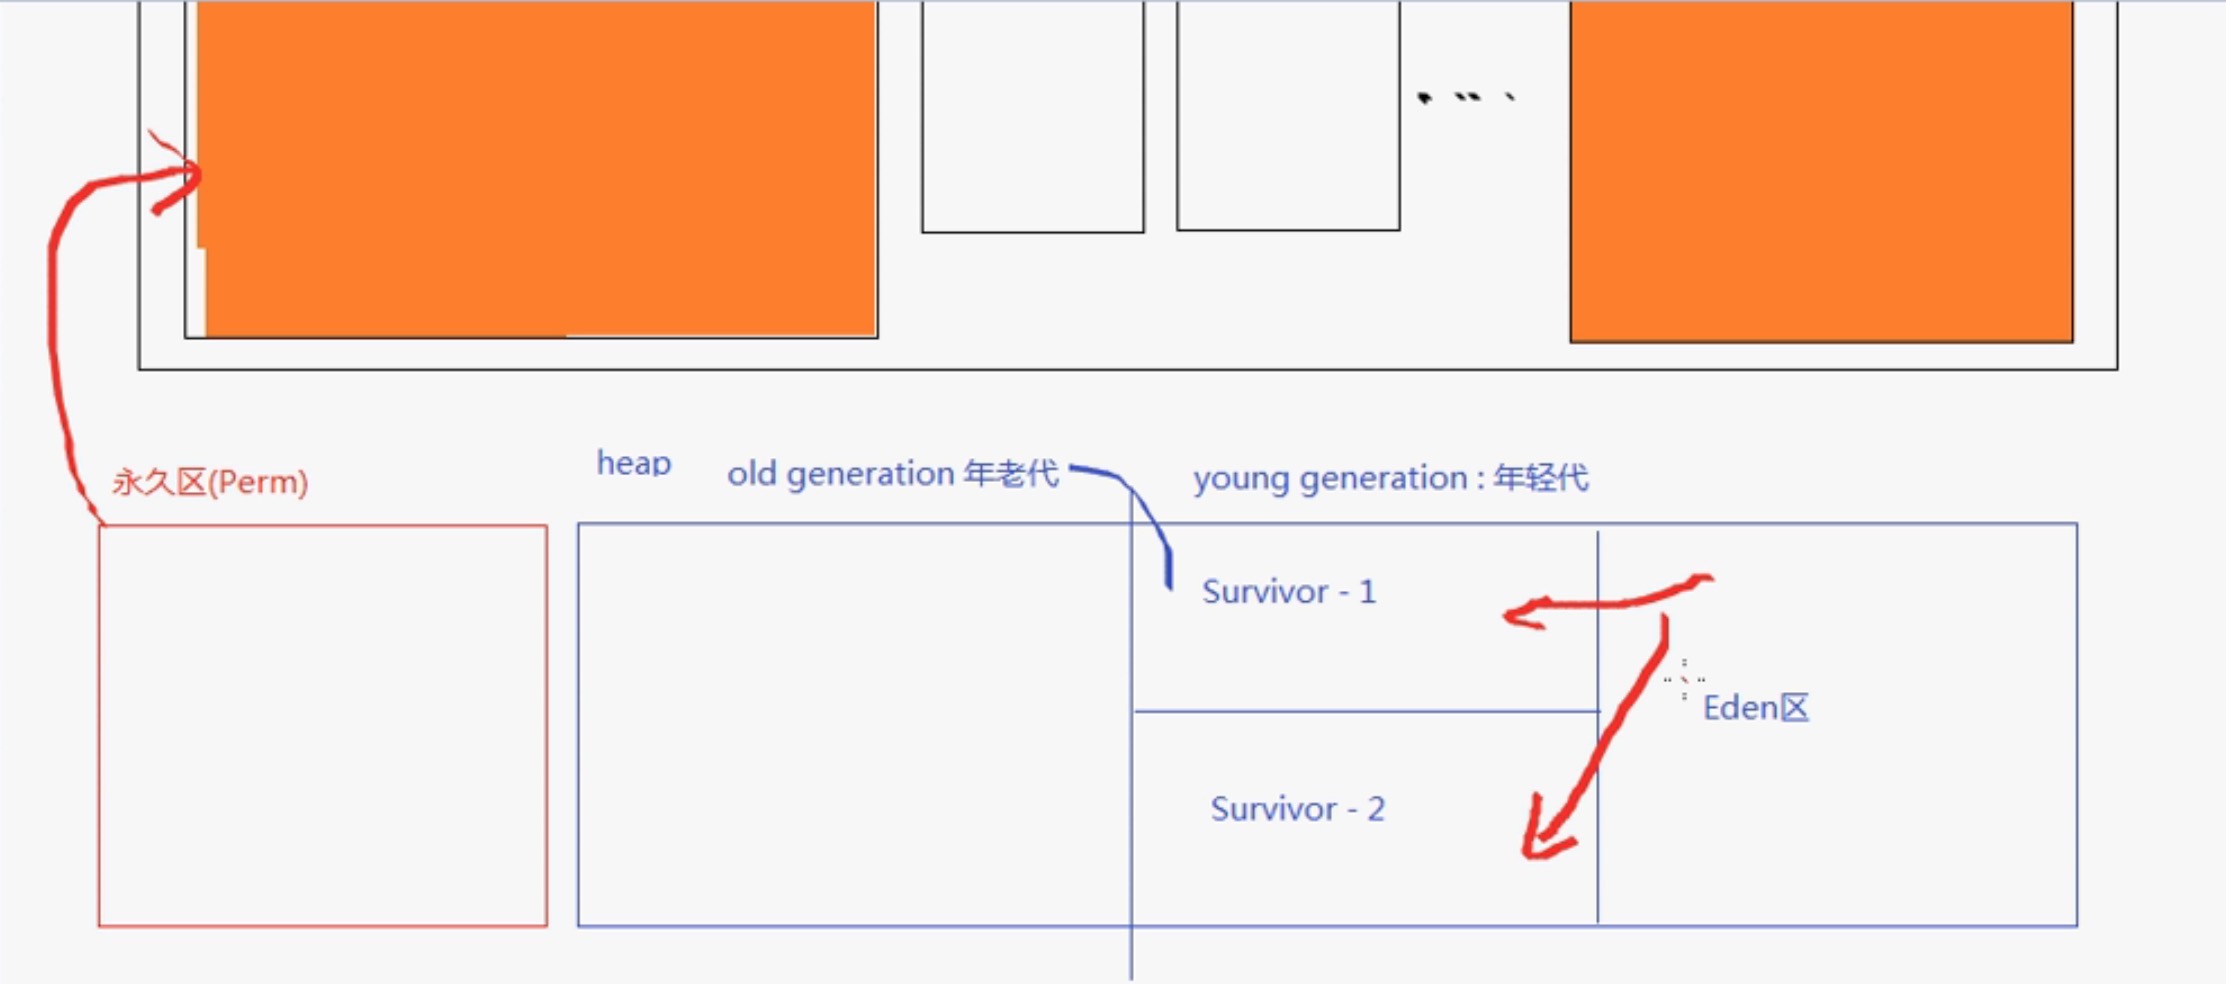 永久区(Perm)
heap
old generation 年老代
young generation : 年轻代
Survivor - 1
Eden区
Survivor - 2